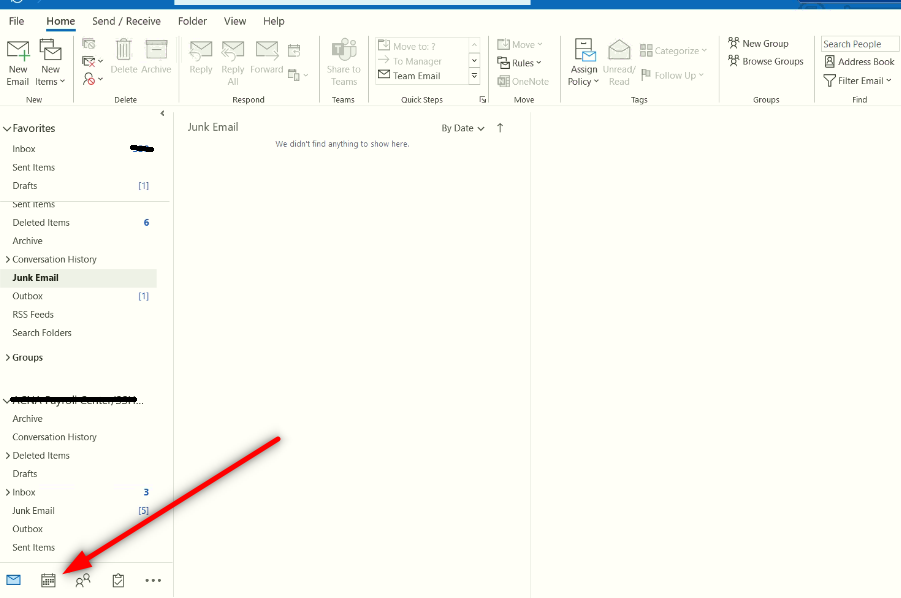 File Home Send / Receive Folder View Help
New Email
New Items
Delete
Archive
Reply
Reply All
Forward
Share to Teams
Move to: ?
To Manager
Team Email
Move
Rules
OneNote
Assign Policy
Unread/ Read
Categorize
Follow Up
New Group
Browse Groups
Search People
Address Book
Filter Email
New Delete Respond Teams Quick Steps Move Tags Groups Find
Favorites
Inbox
Sent Items
Drafts [1]
Sent Items
Deleted Items 6
Archive
Conversation History
Junk Email
Outbox [1]
RSS Feeds
Search Folders
Groups
Archive
Conversation History
Deleted Items
Drafts
Inbox 3
Junk Email [5]
Outbox
Sent Items
Junk Email By Date
We didn't find anything to show here.